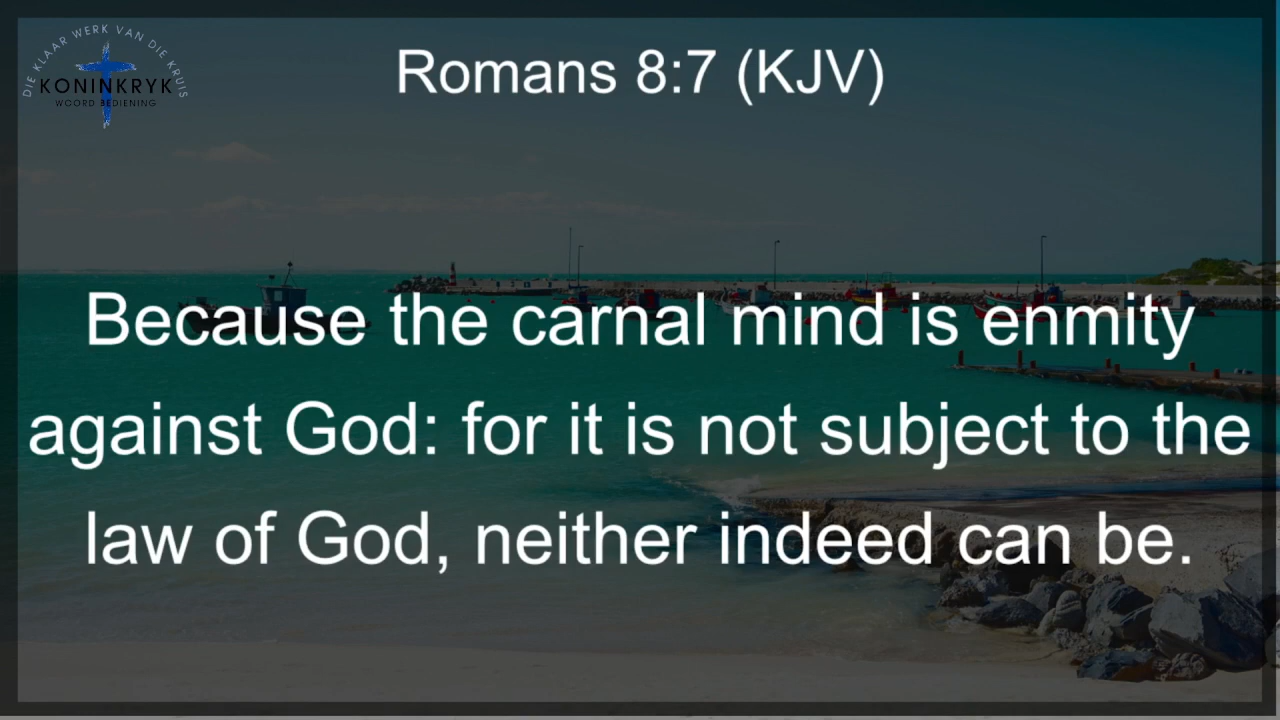 DIE KLAAR WERK VAN DIE KRUIS
KONINKRYK
WOORD BEDIENING
Romans 8:7 (KJV)
Because the carnal mind is enmity
against God: for it is not subject to the
law of God, neither indeed can be.